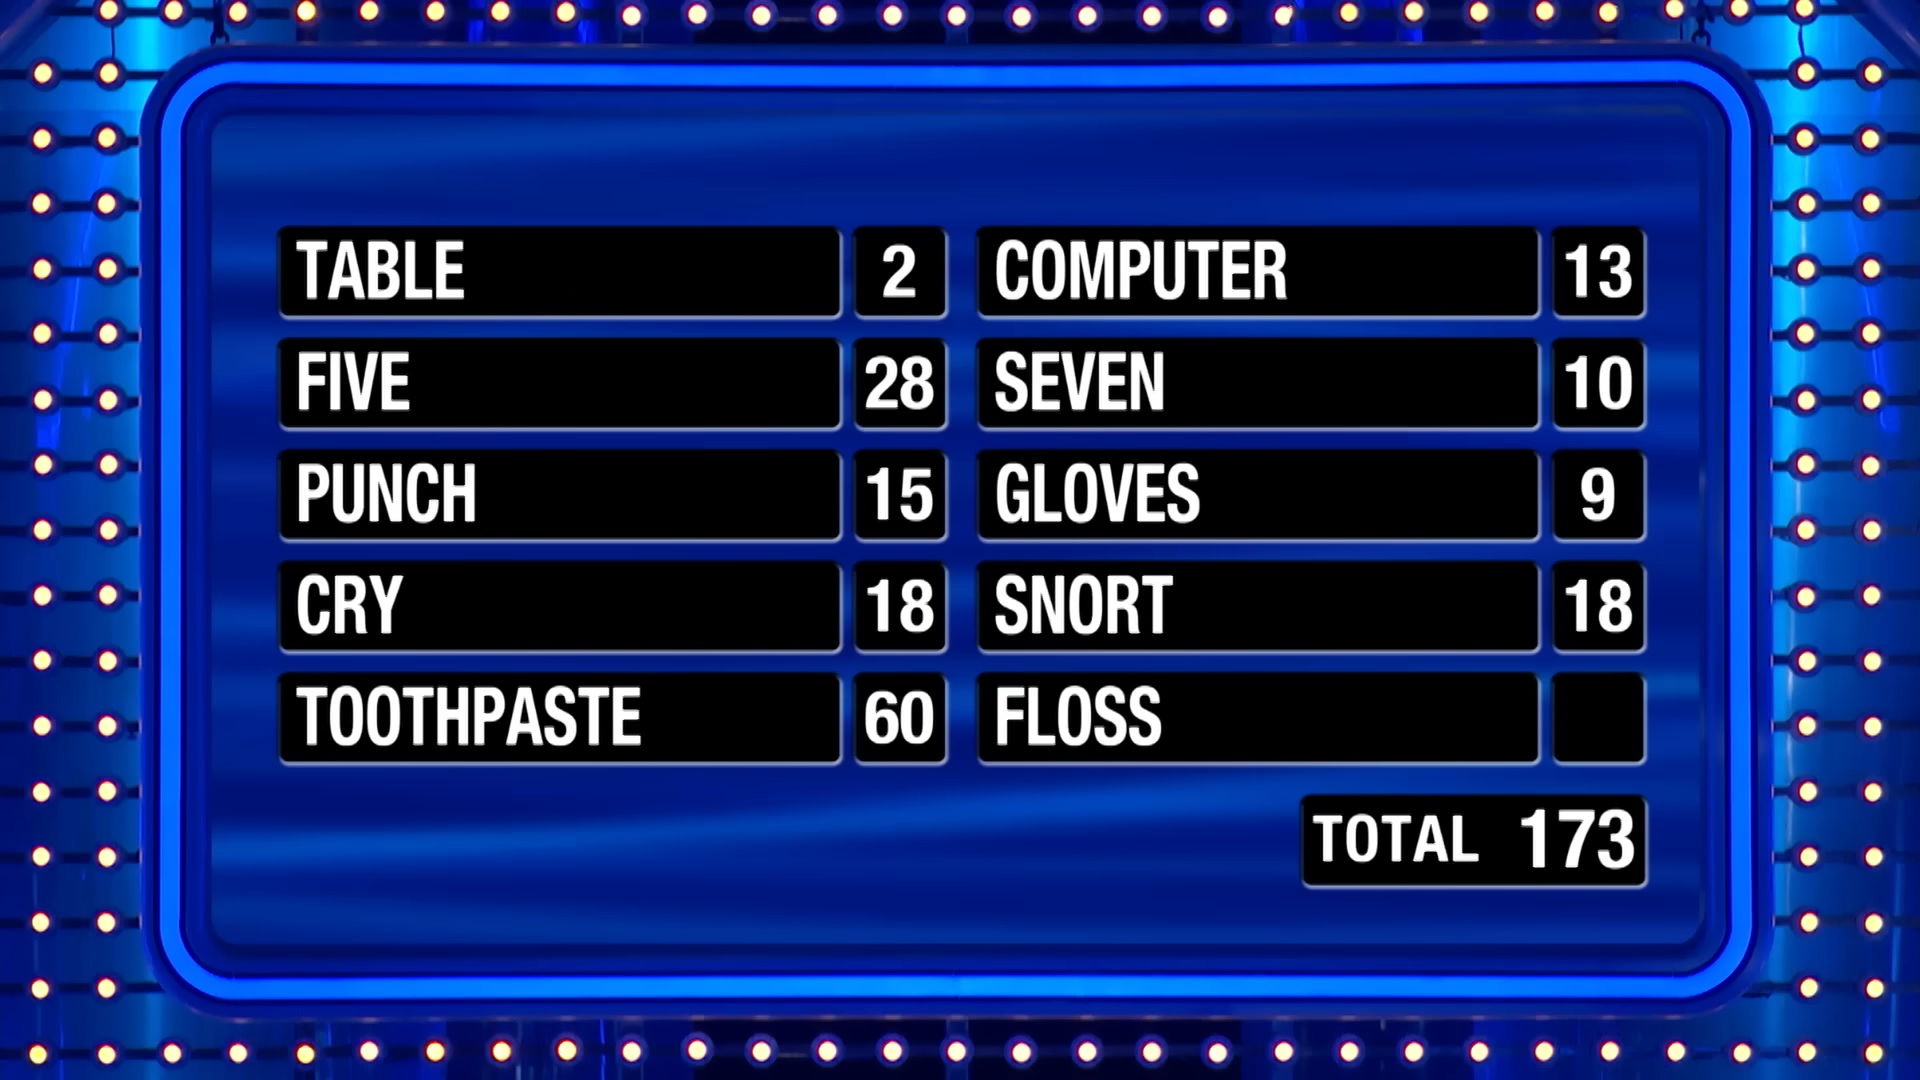 TABLE 2 COMPUTER 13
FIVE 28 SEVEN 10
PUNCH 15 GLOVES 9
CRY 18 SNORT 18
TOOTHPASTE 60 FLOSS
TOTAL 173